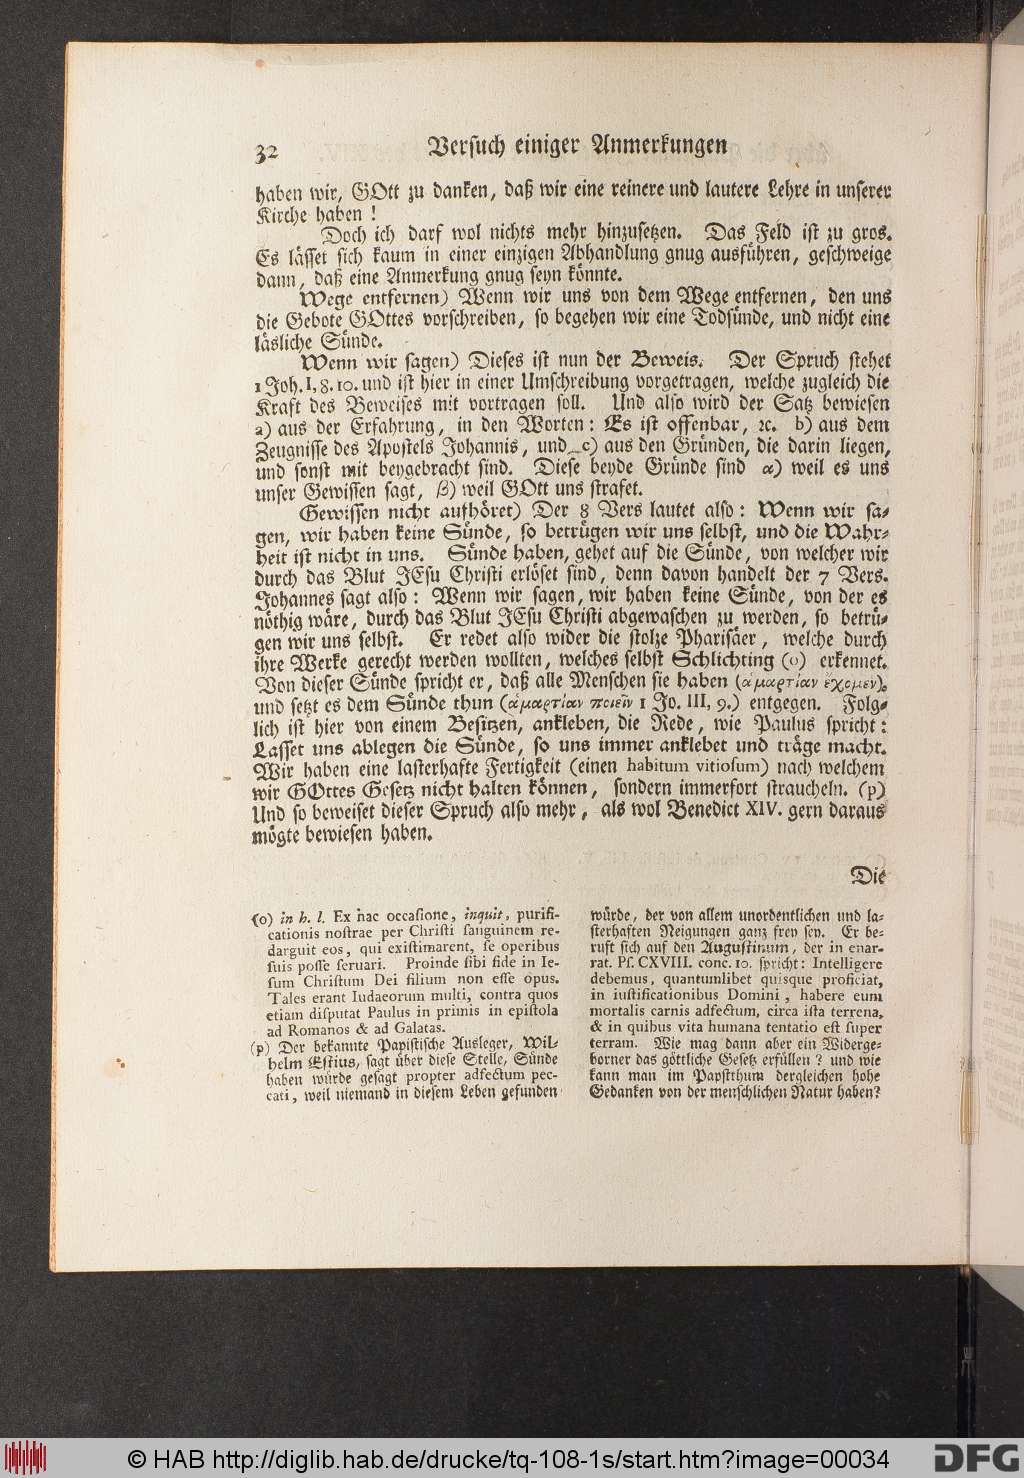 32 Versuch einiger Anmerkungen
haben wir, GOtt zu danken, daß wir eine reinere und lautere Lehre in unserer
Kirche haben !
Doch ich darf wol nichts mehr hinzusetzen. Das Feld ist zu gros.
Es lässet sich kaum in einer einzigen Abhandlung gnug ausführen, geschweige
dann, daß eine Anmerkung gnug seyn könnte.
Wege entfernen) Wenn wir uns von dem Wege entfernen, den uns
die Gebote GOttes vorschreiben, so begehen wir eine Todsünde, und nicht eine
läsliche Sünde.
Wenn wir sagen) Dieses ist nun der Beweis. Der Spruch stehet
1 Joh. I, 8. 10. und ist hier in einer Umschreibung vorgetragen, welche zugleich die
Kraft des Beweises mit vortragen soll. Und also wird der Satz bewiesen
a) aus der Erfahrung, in den Worten: Es ist offenbar, ꝛc. b) aus dem
Zeugnisse des Apostels Johannis, und c) aus den Gründen, die darin liegen,
und sonst mit beygebracht sind. Diese beyde Gründe sind α) weil es uns
unser Gewissen sagt, β) weil GOtt uns strafet.
Gewissen nicht aufhöret) Der 8 Vers lautet also: Wenn wir sa-
gen, wir haben keine Sünde, so betrügen wir uns selbst, und die Wahr-
heit ist nicht in uns. Sünde haben, gehet auf die Sünde, von welcher wir
durch das Blut JEsu Christi erlöset sind, denn davon handelt der 7 Vers.
Johannes sagt also: Wenn wir sagen, wir haben keine Sünde, von der es
nöthig wäre, durch das Blut JEsu Christi abgewaschen zu werden, so betrü-
gen wir uns selbst. Er redet also wider die stolze Pharisäer, welche durch
ihre Werke gerecht werden wollten, welches selbst Schlichting (o) erkennet.
Von dieser Sünde spricht er, daß alle Menschen sie haben (ἁμαρτίαν ἔχομεν),
und setzt es dem Sünde thun (ἁμαρτίαν ποιεῖν 1 Jo. III, 9.) entgegen. Folg-
lich ist hier von einem Besitzen, ankleben, die Rede, wie Paulus spricht:
Lasset uns ablegen die Sünde, so uns immer anklebet und träge macht.
Wir haben eine lasterhafte Fertigkeit (einen habitum vitiosum) nach welchem
wir GOttes Gesetz nicht halten können, sondern immerfort straucheln. (p)
Und so beweiset dieser Spruch also mehr, als wol Benedict XIV. gern daraus
mögte bewiesen haben.
Die
(o) in h. l. Ex hac occasione, inquit, purifi-
cationis nostrae per Christi sanguinem re-
darguit eos, qui existimarent, se operibus
suis posse seruari. Proinde sibi fide in Ie-
sum Christum Dei filium non esse opus.
Tales erant Iudaeorum multi, contra quos
etiam disputat Paulus in primis in epistola
ad Romanos & ad Galatas.
(p) Der bekannte Papistische Ausleger, Wil-
helm Estius, sagt über diese Stelle, Sünde
haben würde gesagt propter adfectum pec-
cati, weil niemand in diesem Leben gefunden
würde, der von allem unordentlichen und la-
sterhaften Neigungen ganz frey sey. Er be-
ruft sich auf den Augustinum, der in enar-
rat. Ps. CXVIII. conc. 10. spricht: Intelligere
debemus, quantumlibet quisque proficiat,
in iustificationibus Domini, habere eum
mortalis carnis adfectum, circa ista terrena,
& in quibus vita humana tentatio est super
terram. Wie mag dann aber ein Widerge-
borner das göttliche Gesetz erfüllen? und wie
kann man im Papstthum dergleichen hohe
Gedanken von der menschlichen Natur haben?
© HAB http://diglib.hab.de/drucke/tq-108-1s/start.htm?image=00034
DFG